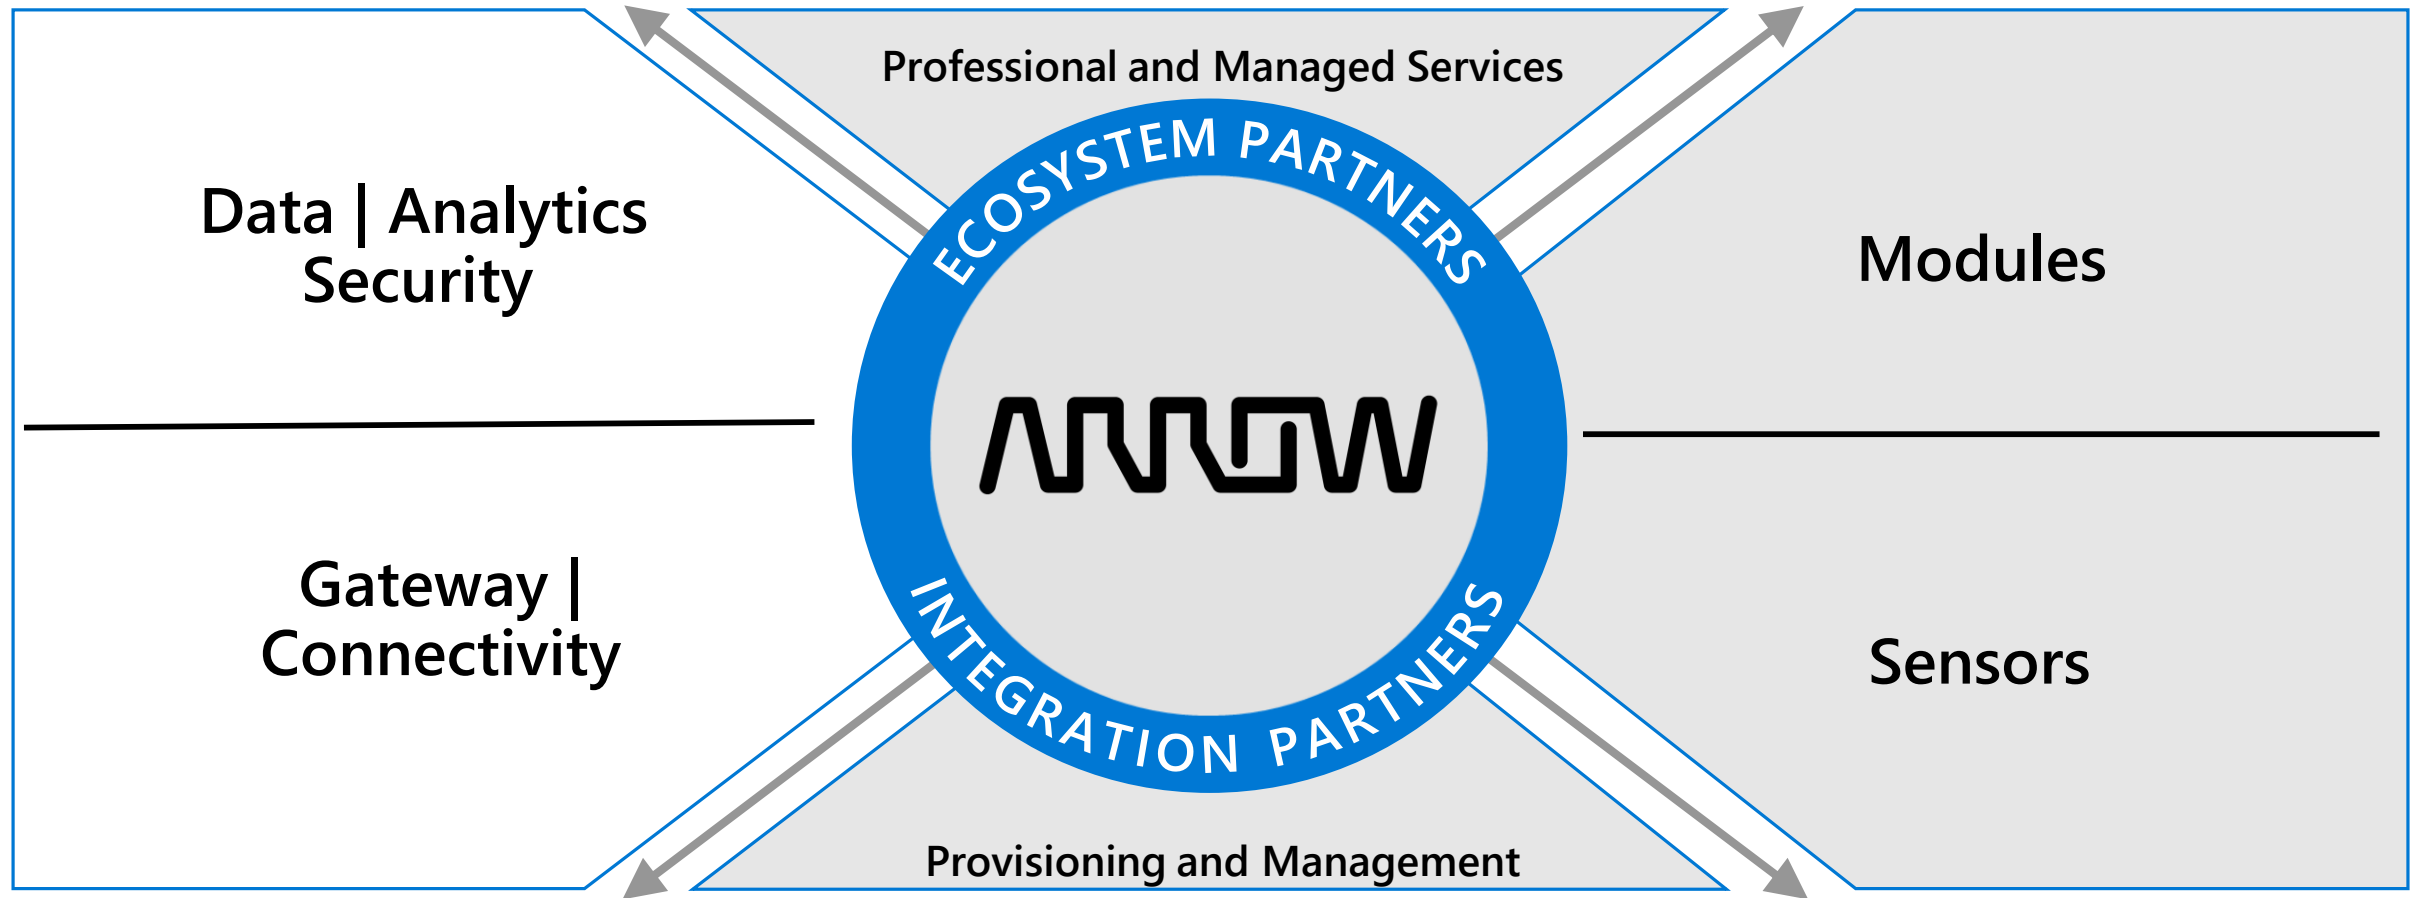 Professional and Managed Services
ECOSYSTEM PARTNERS
Data | Analytics
Security
Modules
ARROW
Gateway |
Connectivity
Sensors
INTEGRATION PARTNERS
Provisioning and Management